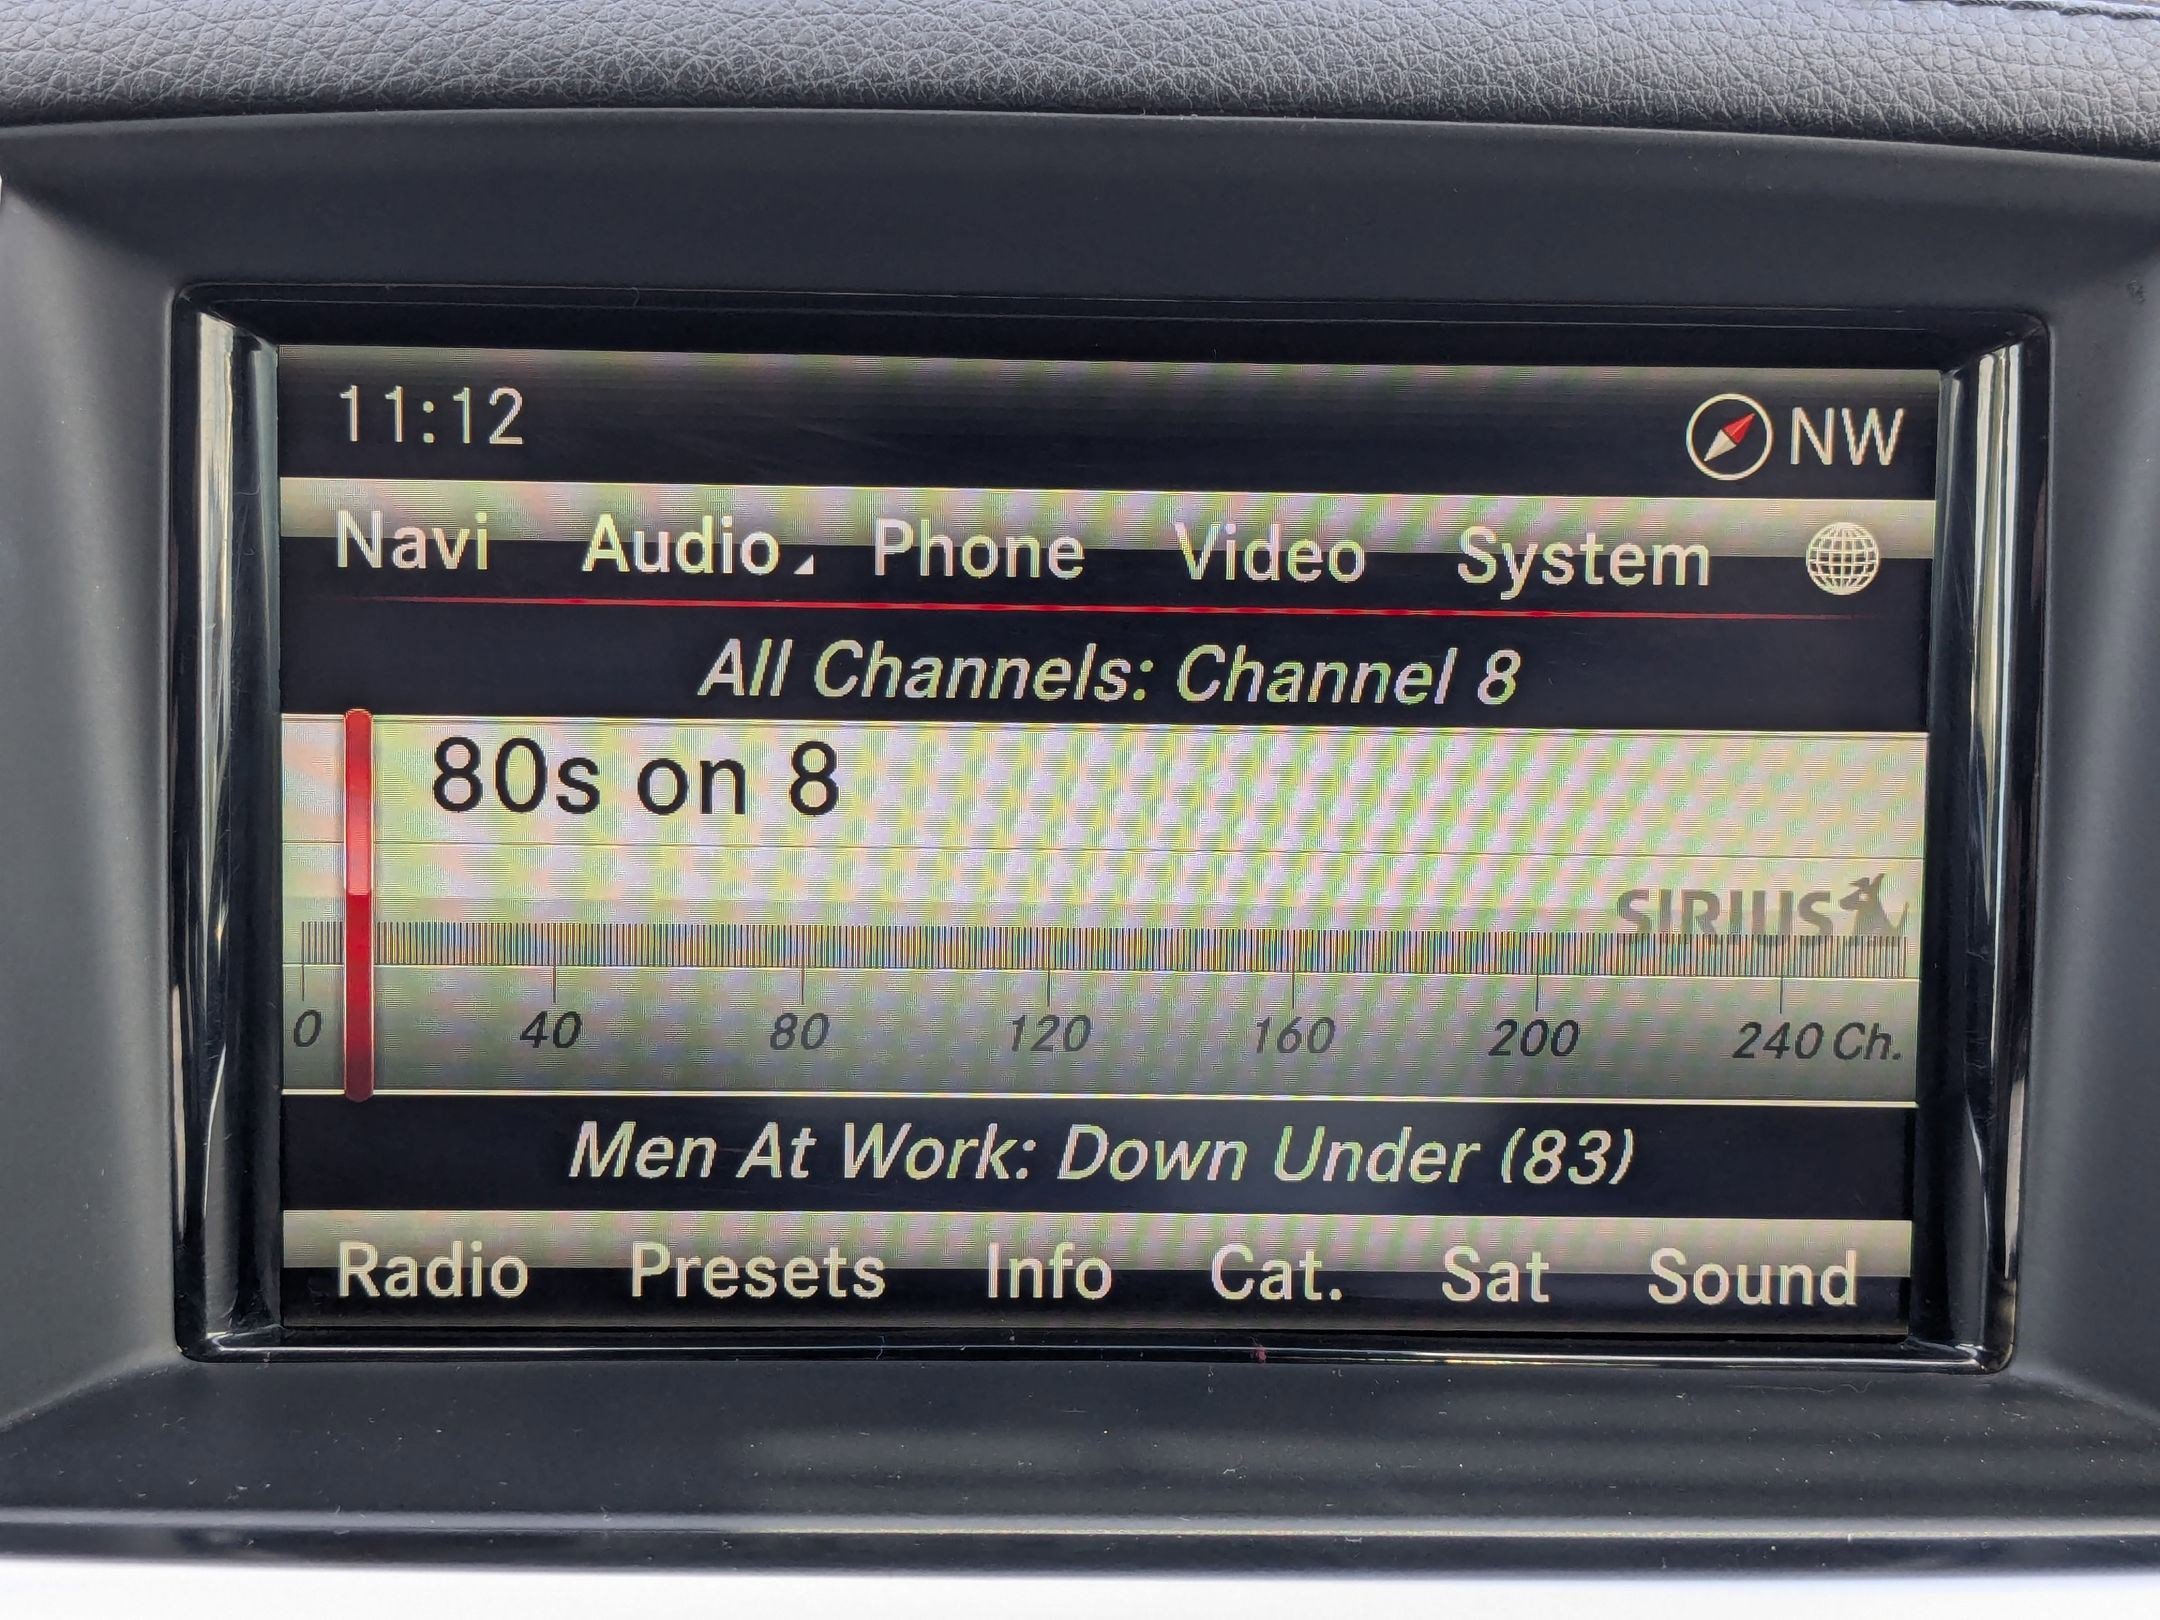 11:12 NW
Navi Audio Phone Video System
All Channels: Channel 8
80s on 8
SIRIUS
0 40 80 120 160 200 240 Ch.
Men At Work: Down Under (83)
Radio Presets Info Cat. Sat Sound